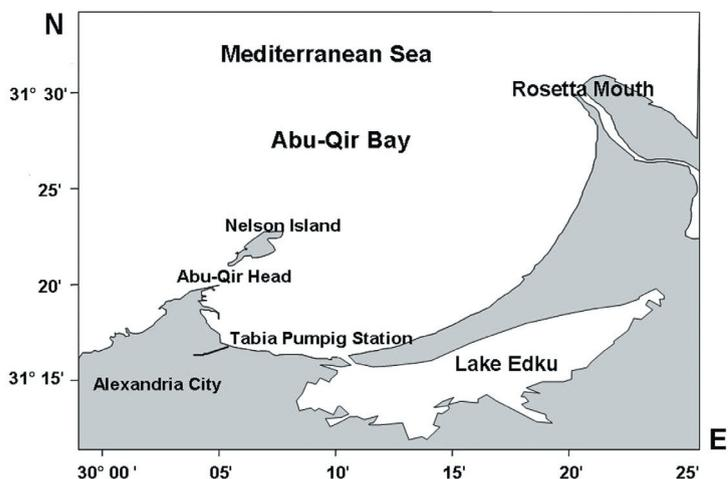 N
Mediterranean Sea
31° 30'
Rosetta Mouth
Abu-Qir Bay
25'
Nelson Island
20'
Abu-Qir Head
Tabia Pumpig Station
31° 15'
Lake Edku
Alexandria City
E
30° 00' 05' 10' 15' 20' 25'